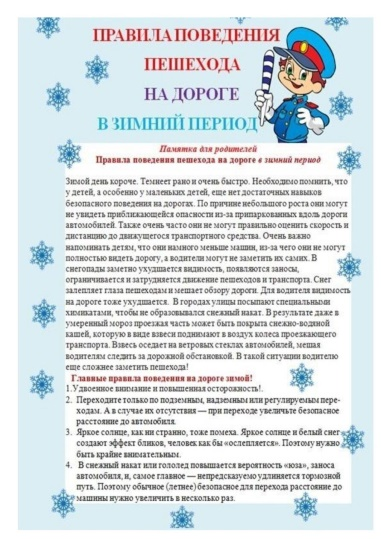 ПРАВИЛА ПОВЕДЕНИЯ
ПЕШЕХОДА
НА ДОРОГЕ
В ЗИМНИЙ ПЕРИОД
Памятка для родителей
Правила поведения пешехода на дороге в зимний период
Зимой день короче. Темнеет рано и очень быстро. Необходимо помнить, что
у детей, а особенно у маленьких детей, еще нет достаточных навыков
безопасного поведения на дорогах. По причине небольшого роста они могут
не увидеть приближающейся опасности из-за припаркованных вдоль дороги
автомобилей. Также очень часто они не могут правильно оценить скорость и
дистанцию до движущегося транспортного средства. Очень важно
напоминать детям, что они намного меньше машин, из-за чего они не могут
полностью видеть дорогу, а водители могут не заметить их самих. В
снегопады заметно ухудшается видимость, появляются заносы,
ограничивается и затрудняется движение пешеходов и транспорта. Снег
залепляет глаза пешеходам и мешает обзору дороги. Для водителя видимость
на дороге тоже ухудшается. В городах улицы посыпают специальными
химикатами, чтобы не образовывался снежный накат. В результате даже в
умеренный мороз проезжая часть может быть покрыта снежно-водяной
кашей, которую в виде взвеси поднимают в воздух колеса проезжающего
транспорта. Взвесь оседает на ветровых стеклах автомобилей, мешая
водителям следить за дорожной обстановкой. В такой ситуации водителю
еще сложнее заметить пешехода!
Главные правила поведения на дороге зимой!
1.Удвоенное внимание и повышенная осторожность!.
2. Переходите только по подземным, надземным или регулируемым пере-
ходам. А в случае их отсутствия — при переходе увеличьте безопасное
расстояние до автомобиля.
3. Яркое солнце, как ни странно, тоже помеха. Яркое солнце и белый снег
создают эффект бликов, человек как бы «ослепляется». Поэтому нужно
быть крайне внимательным.
4. В снежный накат или гололед повышается вероятность «юза», заноса
автомобиля, и, самое главное — непредсказуемо удлиняется тормозной
путь. Поэтому обычное (летнее) безопасное для перехода расстояние до
машины нужно увеличить в несколько раз.